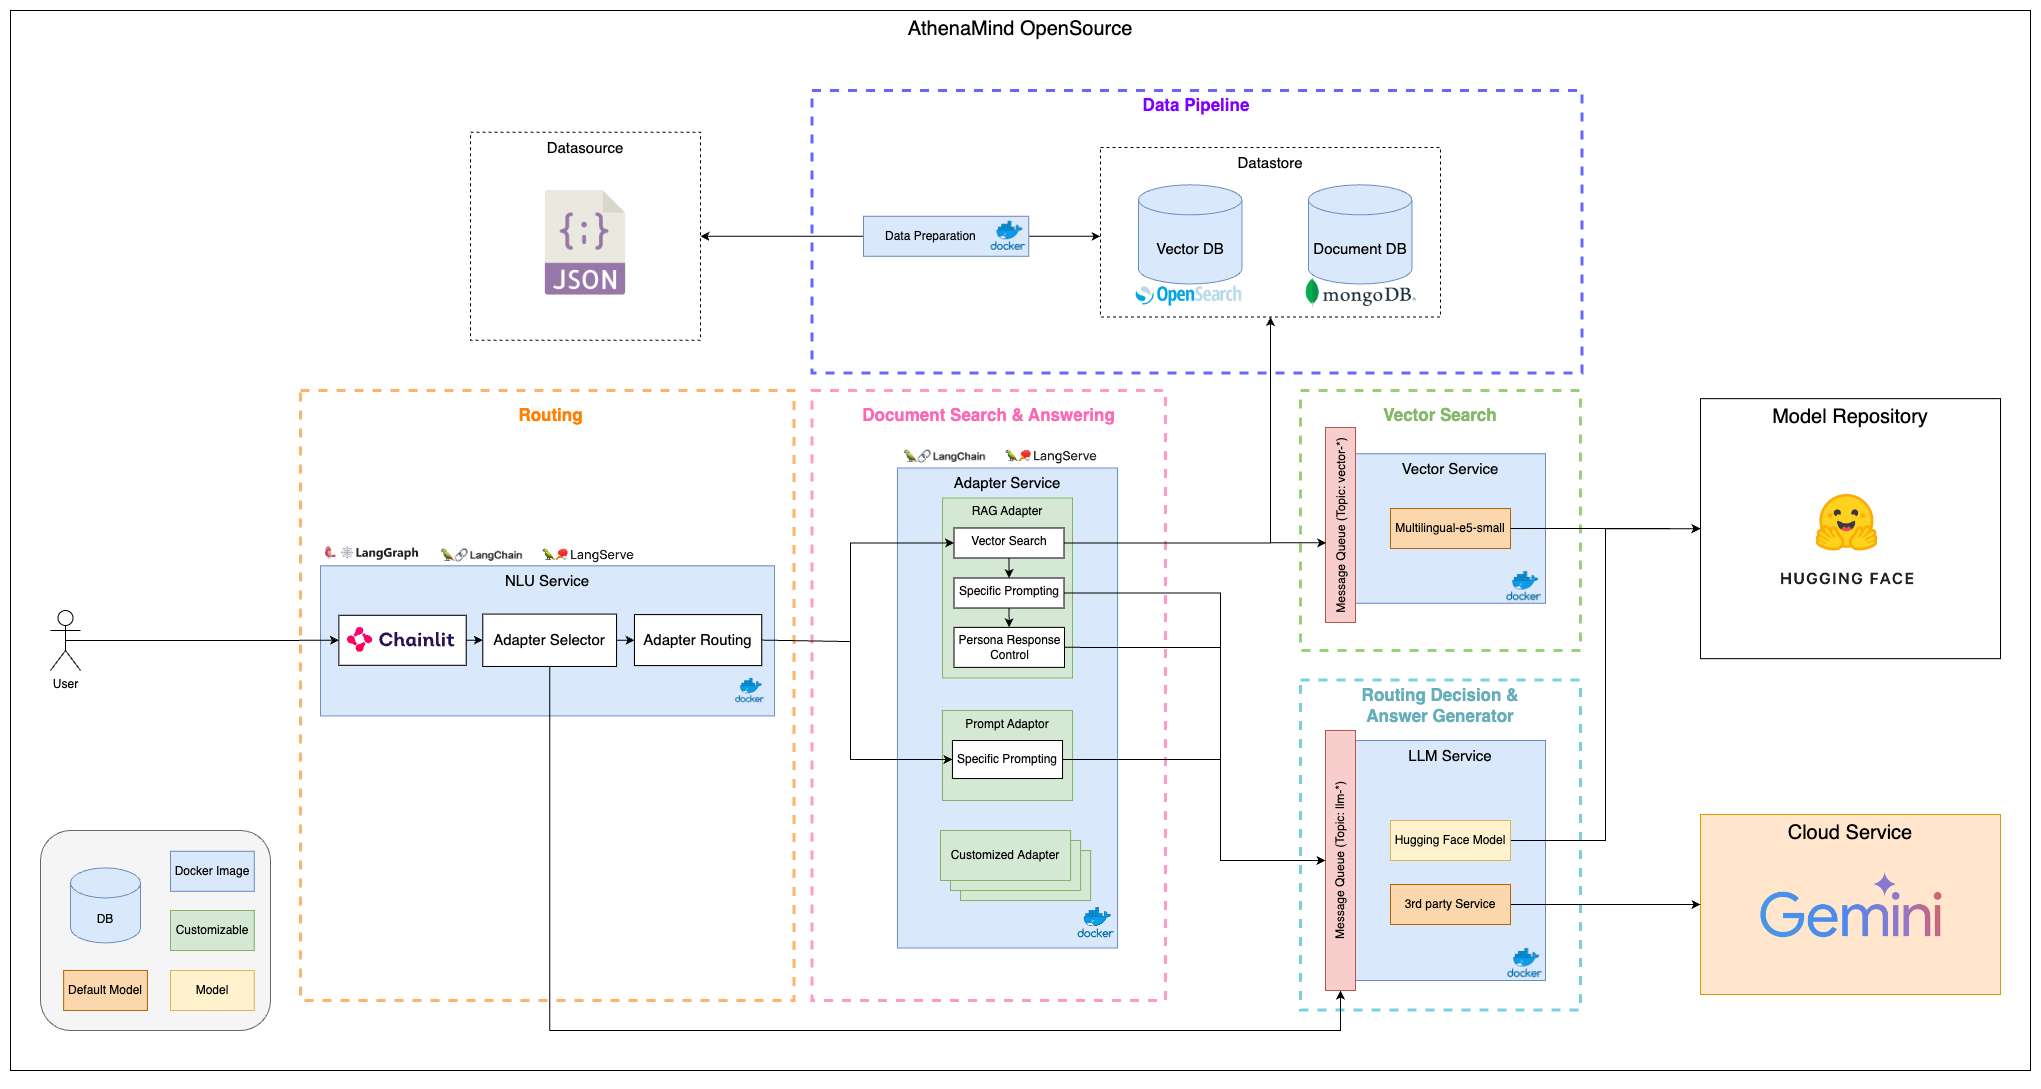 AthenaMind OpenSource
Data Pipeline
Datasource
JSON
Data Preparation
docker
Datastore
Vector DB
OpenSearch
Document DB
mongoDB.
Routing
LangGraph
LangChain
LangServe
NLU Service
User
Chainlit
Adapter Selector
Adapter Routing
docker
Document Search & Answering
LangChain
LangServe
Adapter Service
RAG Adapter
Vector Search
Specific Prompting
Persona Response
Control
Prompt Adaptor
Specific Prompting
Customized Adapter
docker
Vector Search
Message Queue (Topic: vector-*)
Vector Service
Multilingual-e5-small
docker
Routing Decision &
Answer Generator
Message Queue (Topic: llm-*)
LLM Service
Hugging Face Model
3rd party Service
docker
Model Repository
HUGGING FACE
Cloud Service
Gemini
DB
Docker Image
Customizable
Default Model
Model